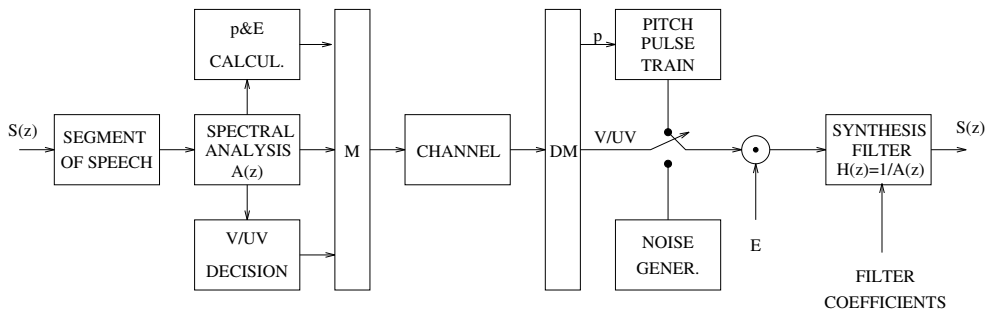 S(z)
SEGMENT
OF SPEECH
p&E
CALCUL.
SPECTRAL
ANALYSIS
A(z)
V/UV
DECISION
M
CHANNEL
DM
p
PITCH
PULSE
TRAIN
V/UV
NOISE
GENER.
E
SYNTHESIS
FILTER
H(z)=1/A(z)
S(z)
FILTER
COEFFICIENTS